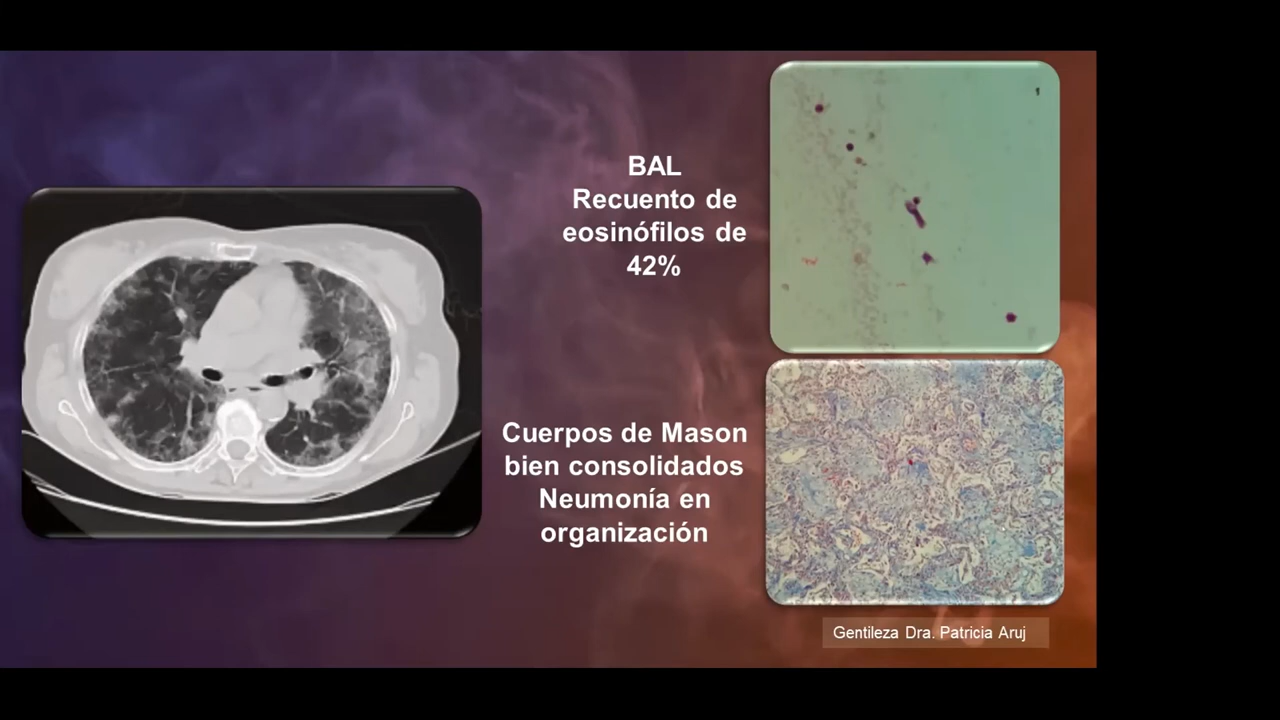 BAL
Recuento de
eosinófilos de
42%
Cuerpos de Mason
bien consolidados
Neumonía en
organización
Gentileza Dra. Patricia Aruj